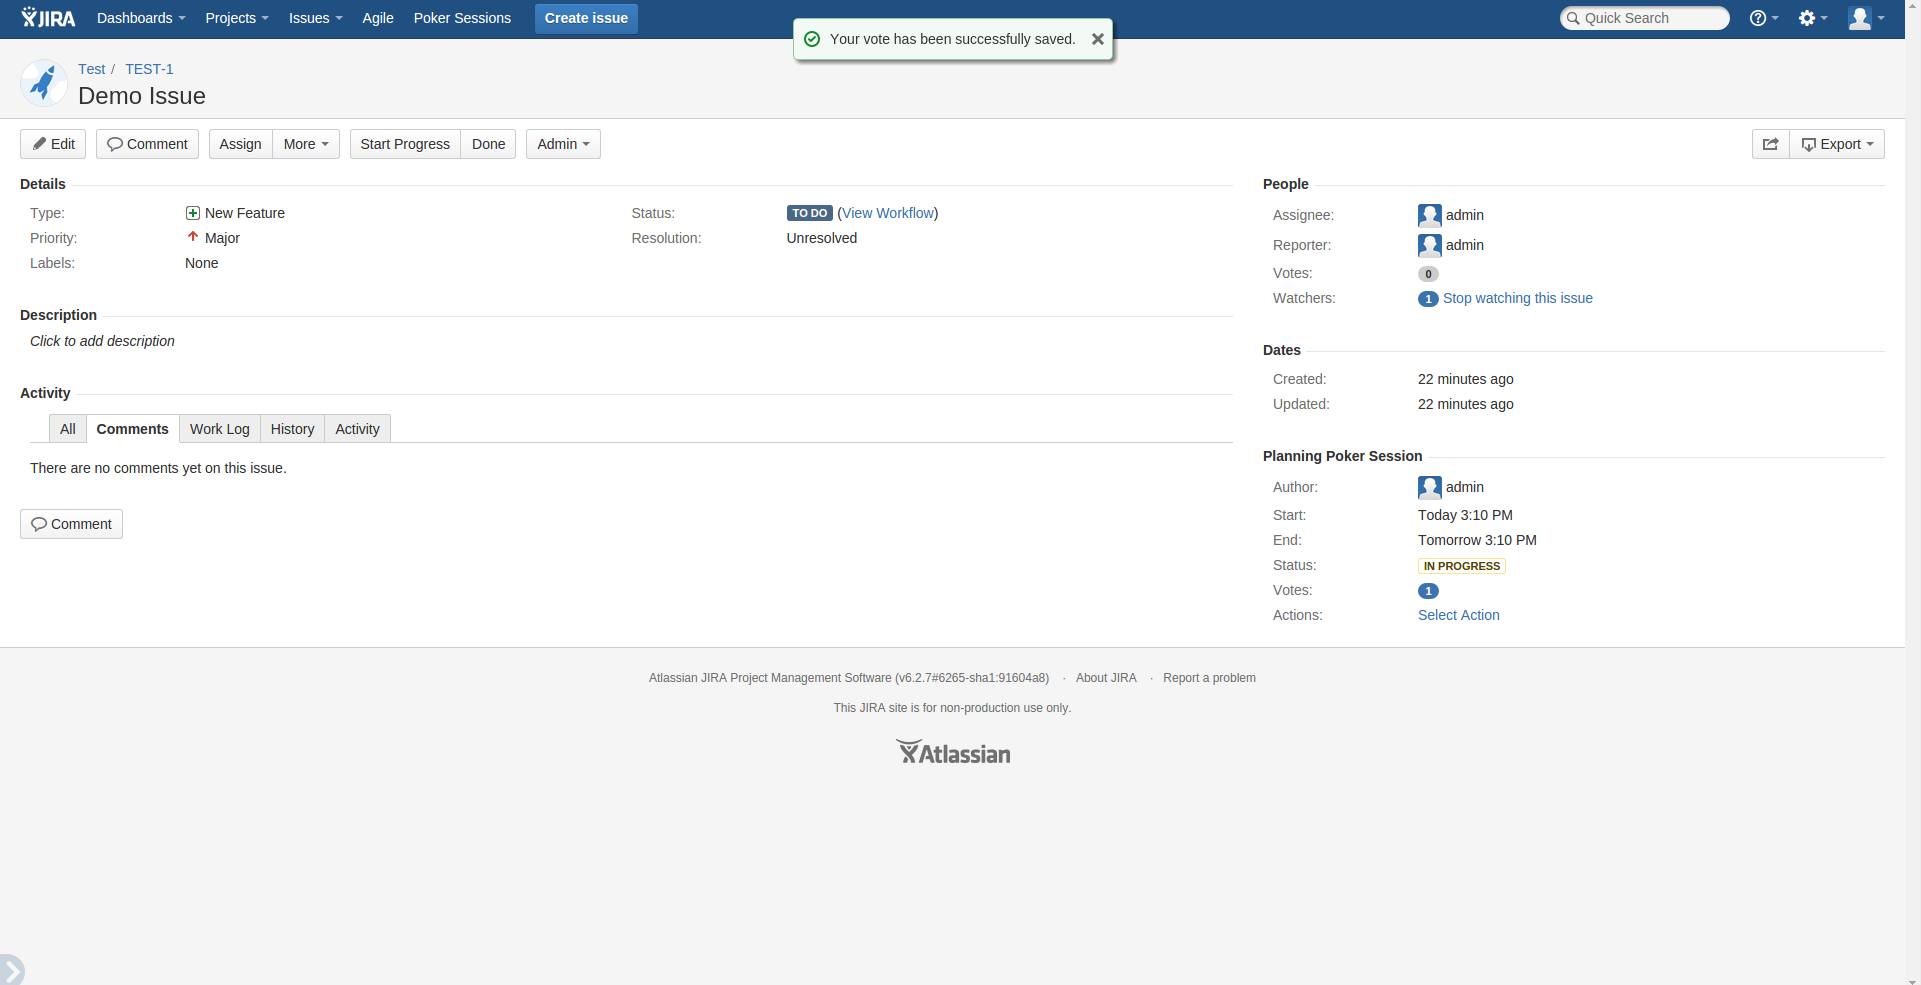 JIRA Dashboards Projects Issues Agile Poker Sessions Create issue Quick Search
Your vote has been successfully saved.
Test / TEST-1
Demo Issue
Edit Comment Assign More Start Progress Done Admin Export
Details
Type: New Feature
Priority: Major
Labels: None
Status: TO DO (View Workflow)
Resolution: Unresolved
Description
Click to add description
Activity
All Comments Work Log History Activity
There are no comments yet on this issue.
Comment
People
Assignee: admin
Reporter: admin
Votes: 0
Watchers: 1 Stop watching this issue
Dates
Created: 22 minutes ago
Updated: 22 minutes ago
Planning Poker Session
Author: admin
Start: Today 3:10 PM
End: Tomorrow 3:10 PM
Status: IN PROGRESS
Votes: 1
Actions: Select Action
Atlassian JIRA Project Management Software (v6.2.7#6265-sha1:91604a8) · About JIRA · Report a problem
This JIRA site is for non-production use only.
Atlassian